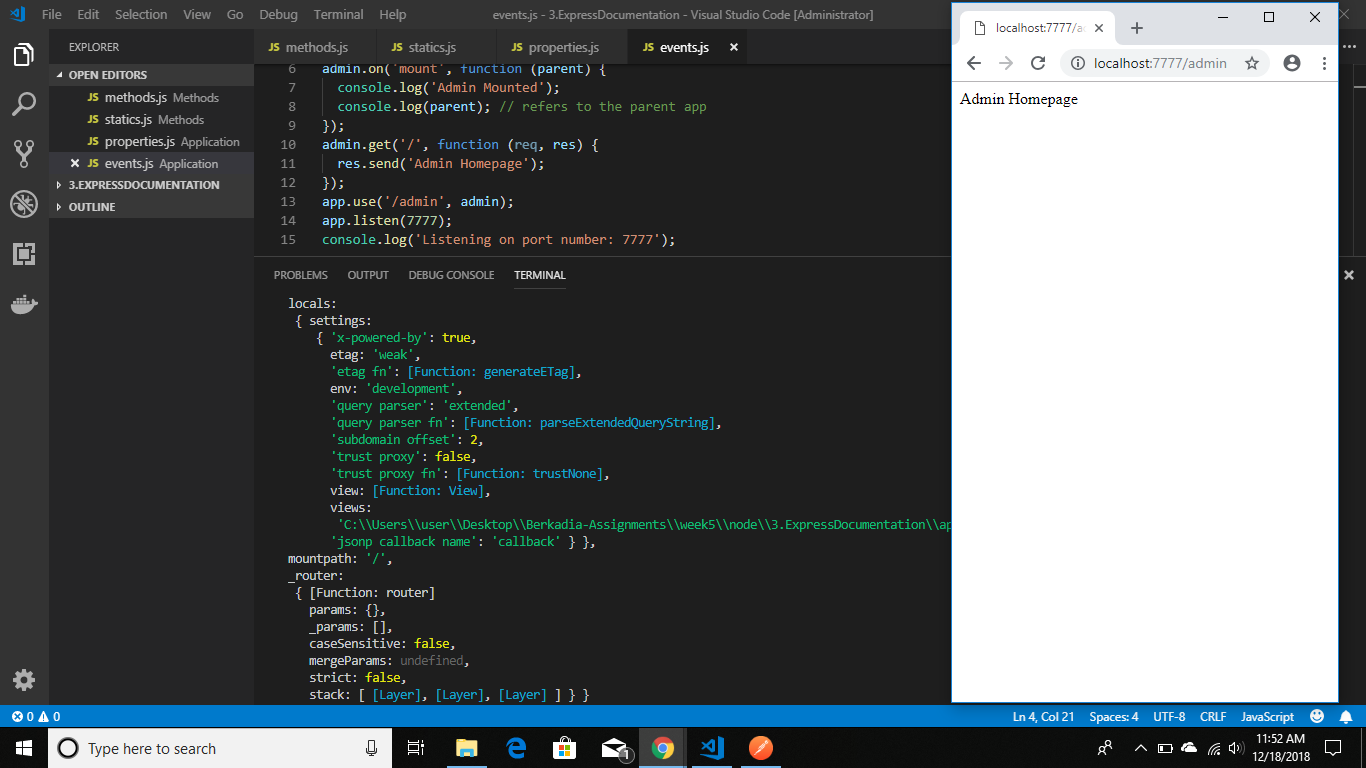 File Edit Selection View Go Debug Terminal Help
events.js - 3.ExpressDocumentation - Visual Studio Code [Administrator]
EXPLORER
OPEN EDITORS
JS methods.js Methods
JS statics.js Methods
JS properties.js Application
JS events.js Application
3.EXPRESSDOCUMENTATION
OUTLINE
JS methods.js
JS statics.js
JS properties.js
JS events.js
6 admin.on('mount', function (parent) {
7 console.log('Admin Mounted');
8 console.log(parent); // refers to the parent app
9 });
10 admin.get('/', function (req, res) {
11 res.send('Admin Homepage');
12 });
13 app.use('/admin', admin);
14 app.listen(7777);
15 console.log('Listening on port number: 7777');
PROBLEMS OUTPUT DEBUG CONSOLE TERMINAL
locals:
{ settings:
{ 'x-powered-by': true,
etag: 'weak',
'etag fn': [Function: generateETag],
env: 'development',
'query parser': 'extended',
'query parser fn': [Function: parseExtendedQueryString],
'subdomain offset': 2,
'trust proxy': false,
'trust proxy fn': [Function: trustNone],
view: [Function: View],
views:
'C:\\Users\\user\\Desktop\\Berkadia-Assignments\\week5\\node\\3.ExpressDocumentation\\ap
'jsonp callback name': 'callback' } },
mountpath: '/',
_router:
{ [Function: router]
params: {},
_params: [],
caseSensitive: false,
mergeParams: undefined,
strict: false,
stack: [ [Layer], [Layer], [Layer] ] } }
localhost:7777/ad
localhost:7777/admin
Admin Homepage
0 0
Ln 4, Col 21 Spaces: 4 UTF-8 CRLF JavaScript
Type here to search
1
11:52 AM
12/18/2018